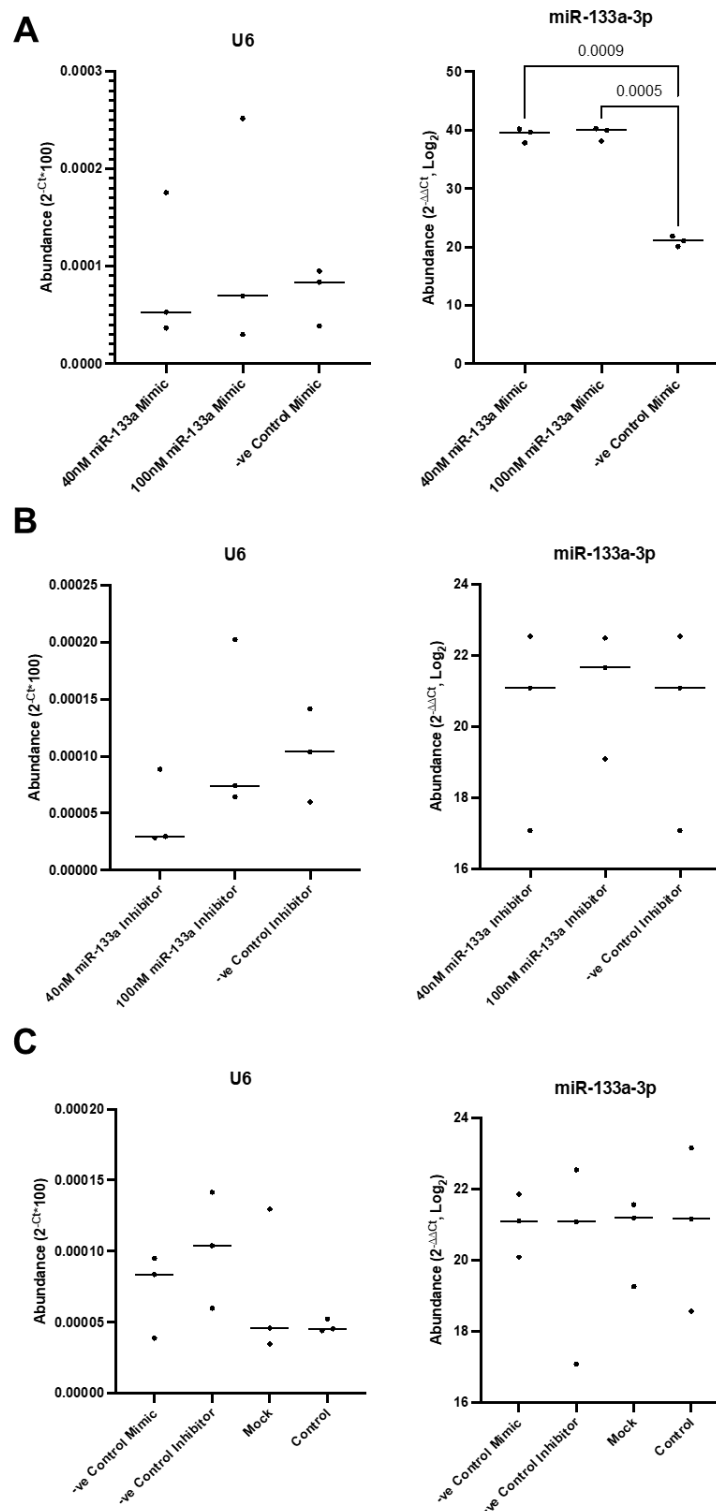 A
U6
Abundance (2^-Ct*100)
0.0003
0.0002
0.0001
0.0000
40nM miR-133a Mimic
100nM miR-133a Mimic
-ve Control Mimic
miR-133a-3p
0.0009
0.0005
Abundance (2^-ΔΔCt, Log₂)
50
40
30
20
10
0
40nM miR-133a Mimic
100nM miR-133a Mimic
-ve Control Mimic
B
U6
Abundance (2^-Ct*100)
0.00025
0.00020
0.00015
0.00010
0.00005
0.00000
40nM miR-133a Inhibitor
100nM miR-133a Inhibitor
-ve Control Inhibitor
miR-133a-3p
Abundance (2^-ΔΔCt, Log₂)
24
22
20
18
16
40nM miR-133a Inhibitor
100nM miR-133a Inhibitor
-ve Control Inhibitor
C
U6
Abundance (2^-Ct*100)
0.00020
0.00015
0.00010
0.00005
0.00000
-ve Control Mimic
-ve Control Inhibitor
Mock
Control
miR-133a-3p
Abundance (2^-ΔΔCt, Log₂)
24
22
20
18
16
-ve Control Mimic
-ve Control Inhibitor
Mock
Control